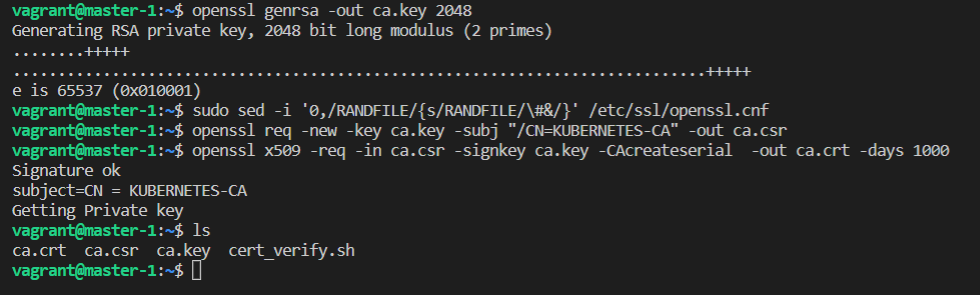 vagrant@master-1:~$ openssl genrsa -out ca.key 2048
Generating RSA private key, 2048 bit long modulus (2 primes)
........+++++
..........................................................................+++++
e is 65537 (0x010001)
vagrant@master-1:~$ sudo sed -i '0,/RANDFILE/{s/RANDFILE/\#&/}' /etc/ssl/openssl.cnf
vagrant@master-1:~$ openssl req -new -key ca.key -subj "/CN=KUBERNETES-CA" -out ca.csr
vagrant@master-1:~$ openssl x509 -req -in ca.csr -signkey ca.key -CAcreateserial  -out ca.crt -days 1000
Signature ok
subject=CN = KUBERNETES-CA
Getting Private key
vagrant@master-1:~$ ls
ca.crt  ca.csr  ca.key  cert_verify.sh
vagrant@master-1:~$